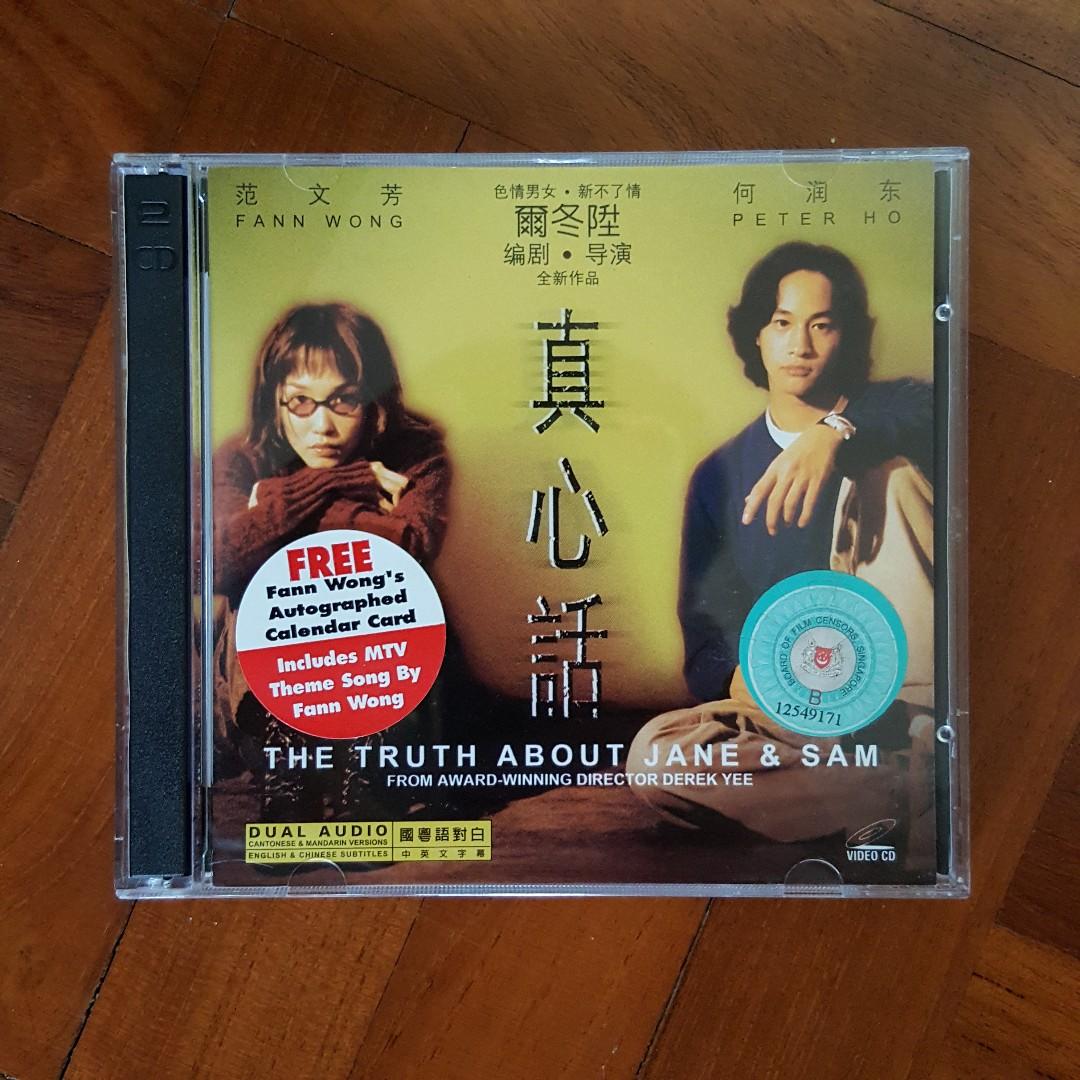 2
CD
范文芳
FANN WONG
色情男女·新不了情
爾冬陞
编剧·导演
全新作品
何润东
PETER HO
真心話
FREE
Fann Wong's
Autographed
Calendar Card
Includes MTV
Theme Song By
Fann Wong
BOARD OF FILM CENSORS, SINGAPORE
B
12549171
THE TRUTH ABOUT JANE & SAM
FROM AWARD-WINNING DIRECTOR DEREK YEE
DUAL AUDIO
CANTONESE & MANDARIN VERSIONS
ENGLISH & CHINESE SUBTITLES
國粵語對白
中英文字幕
VIDEO CD